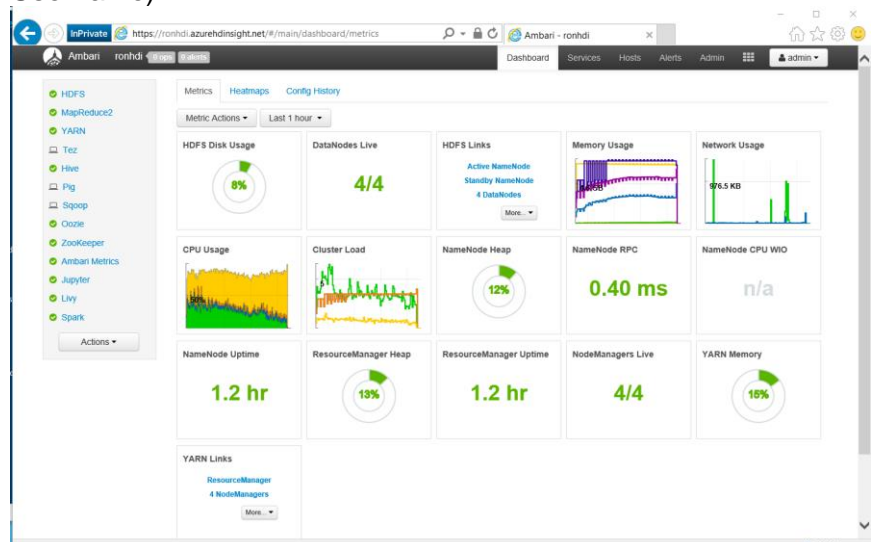 InPrivate https://ronhdi.azurehdinsight.net/#/main/dashboard/metrics Ambari - ronhdi
Ambari ronhdi 0 ops 0 alerts Dashboard Services Hosts Alerts Admin admin
HDFS
MapReduce2
YARN
Tez
Hive
Pig
Sqoop
Oozie
ZooKeeper
Ambari Metrics
Jupyter
Livy
Spark
Actions
Metrics Heatmaps Config History
Metric Actions Last 1 hour
HDFS Disk Usage DataNodes Live HDFS Links Memory Usage Network Usage
8%
4/4
Active NameNode
Standby NameNode
4 DataNodes
More...
976.5 KB
CPU Usage Cluster Load NameNode Heap NameNode RPC NameNode CPU WIO
12%
0.40 ms
n/a
NameNode Uptime ResourceManager Heap ResourceManager Uptime NodeManagers Live YARN Memory
1.2 hr
13%
1.2 hr
4/4
15%
YARN Links
ResourceManager
4 NodeManagers
More...